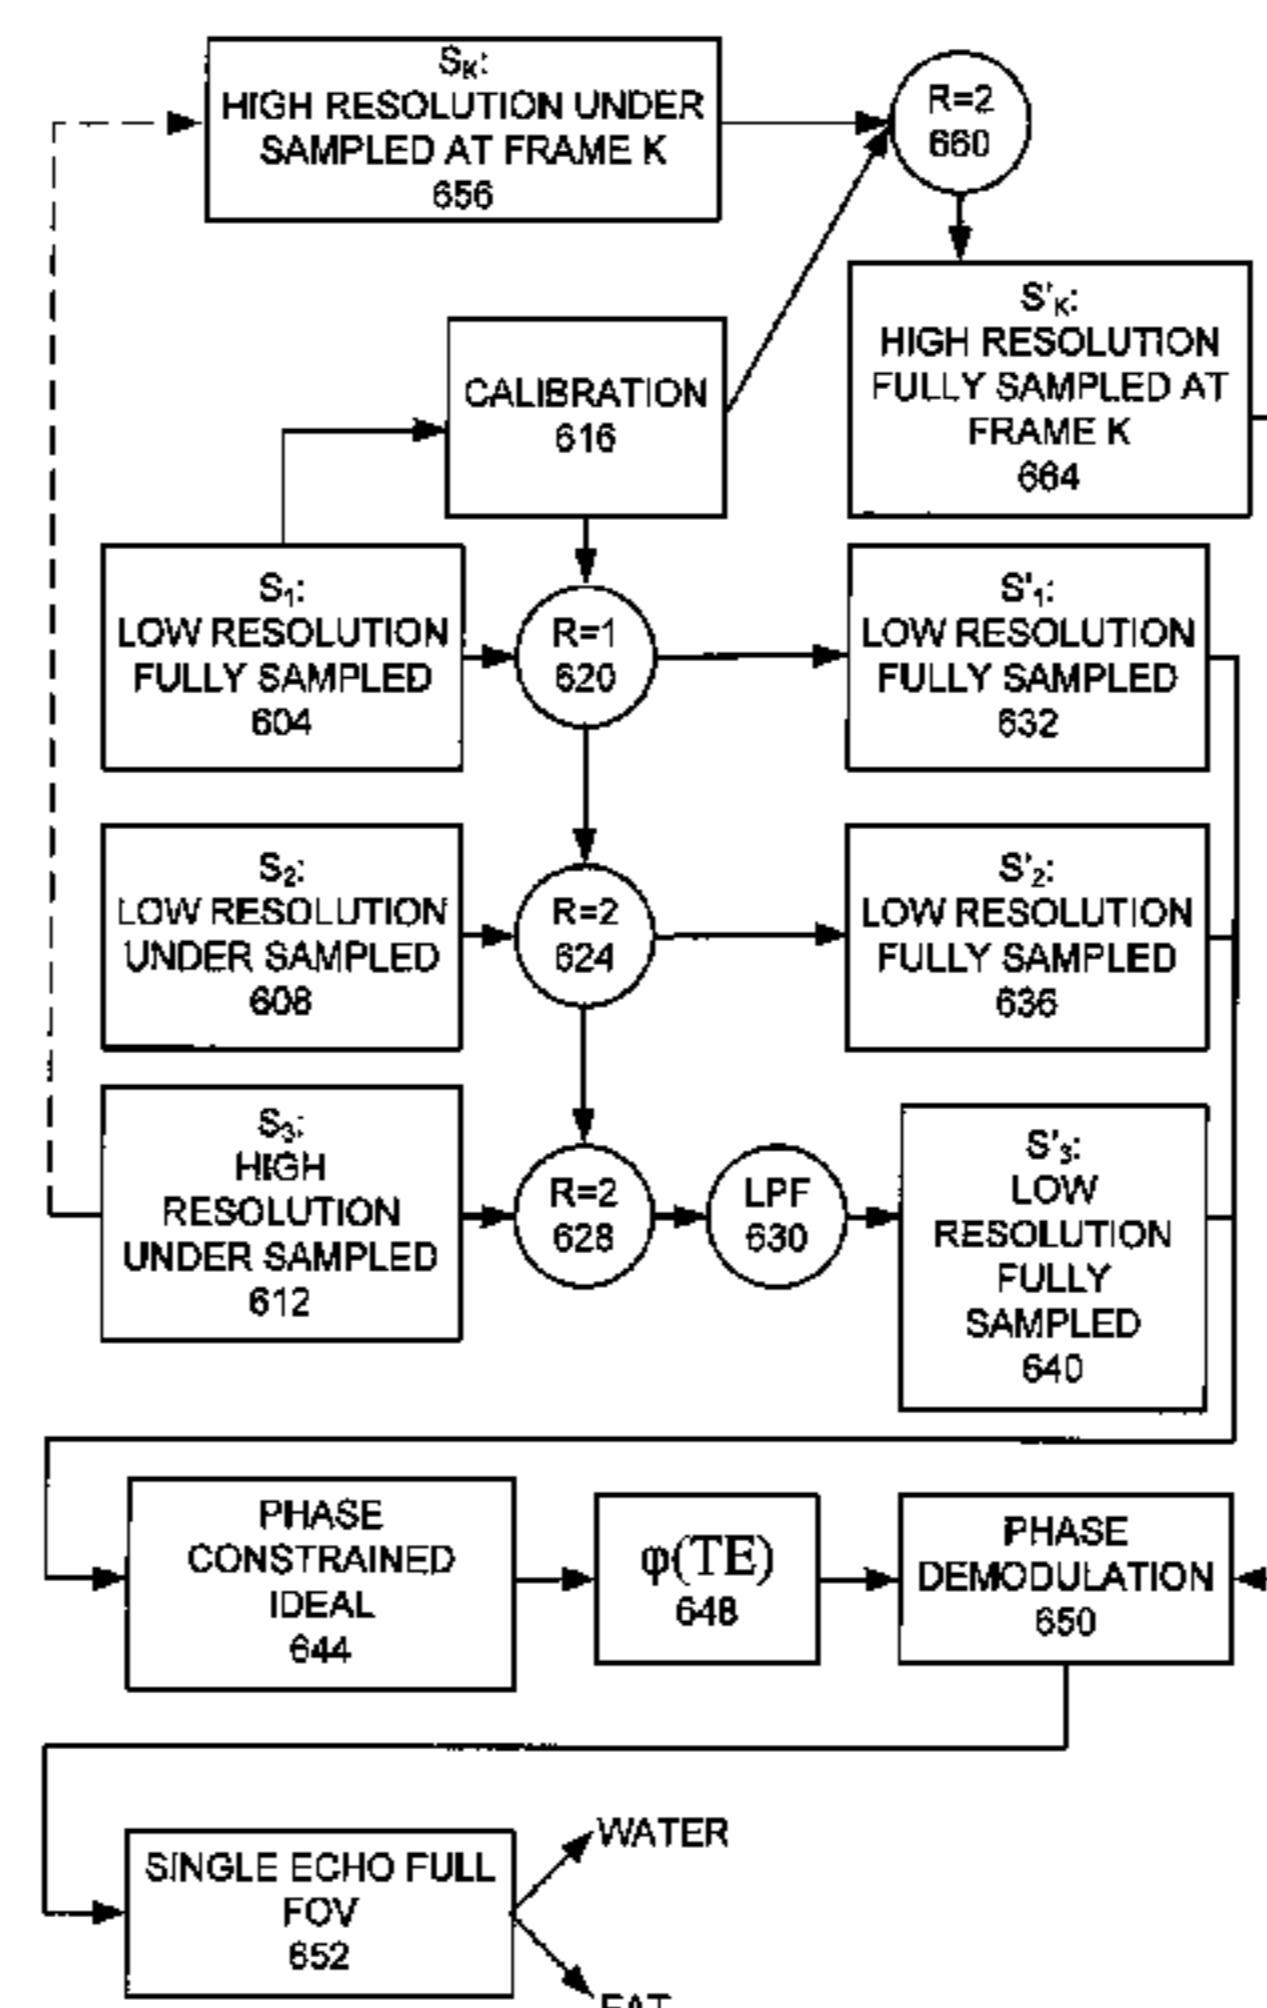 S_K:
HIGH RESOLUTION UNDER
SAMPLED AT FRAME K
656
R=2
660
S'_K:
HIGH RESOLUTION
FULLY SAMPLED AT
FRAME K
664
CALIBRATION
616
S₁:
LOW RESOLUTION
FULLY SAMPLED
604
R=1
620
S'₁:
LOW RESOLUTION
FULLY SAMPLED
632
S₂:
LOW RESOLUTION
UNDER SAMPLED
608
R=2
624
S'₂:
LOW RESOLUTION
FULLY SAMPLED
636
S₃:
HIGH
RESOLUTION
UNDER SAMPLED
612
R=2
628
LPF
630
S'₃:
LOW
RESOLUTION
FULLY
SAMPLED
640
PHASE
CONSTRAINED
IDEAL
644
φ(TE)
648
PHASE
DEMODULATION
650
SINGLE ECHO FULL
FOV
652
WATER
FAT